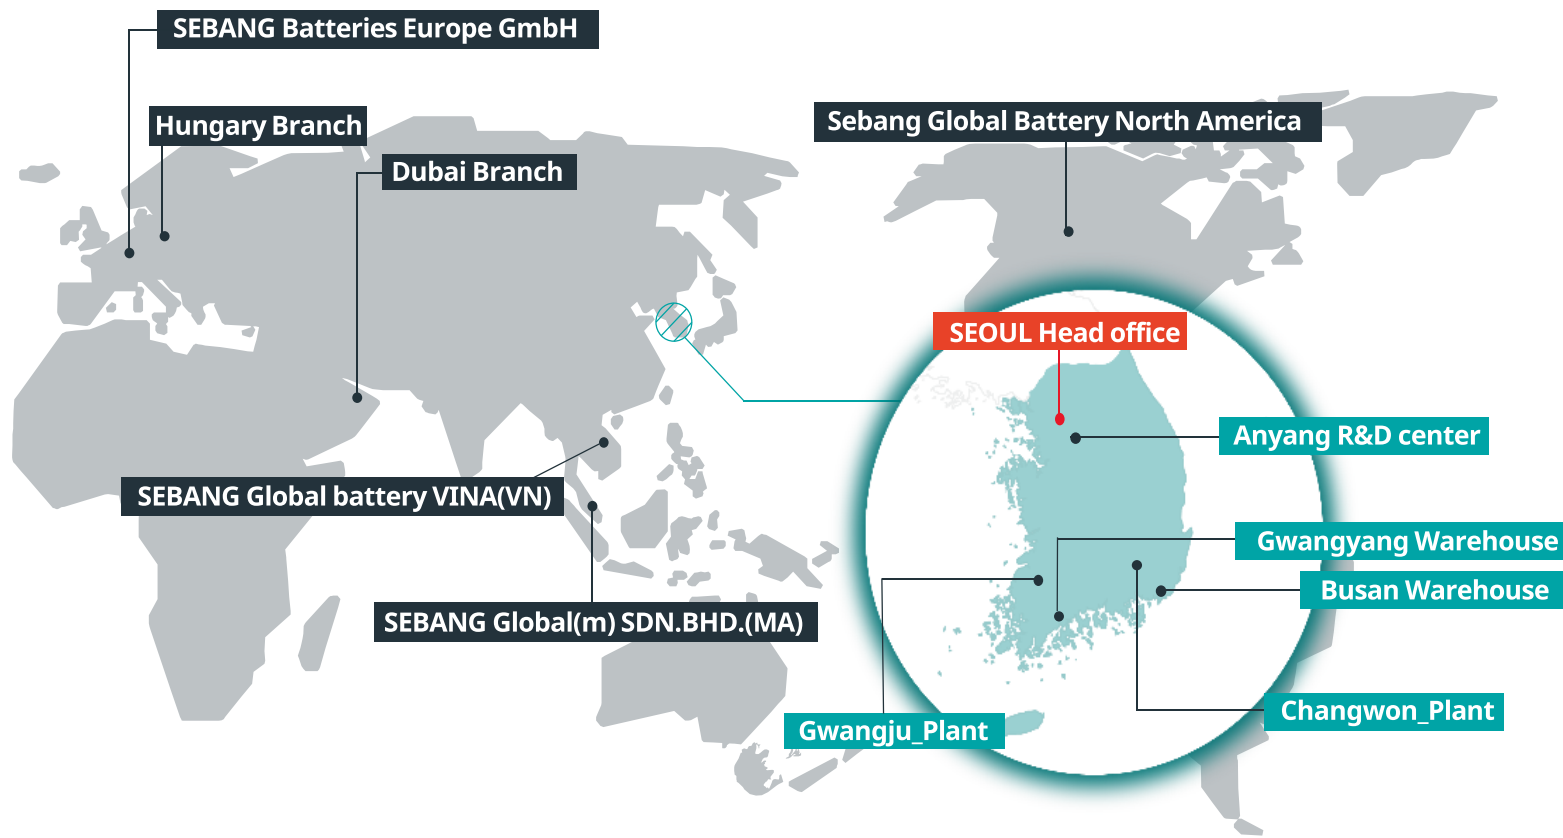 SEBANG Batteries Europe GmbH
Hungary Branch
Sebang Global Battery North America
Dubai Branch
SEOUL Head office
Anyang R&D center
SEBANG Global battery VINA(VN)
Gwangyang Warehouse
Busan Warehouse
SEBANG Global(m) SDN.BHD.(MA)
Changwon_Plant
Gwangju_Plant